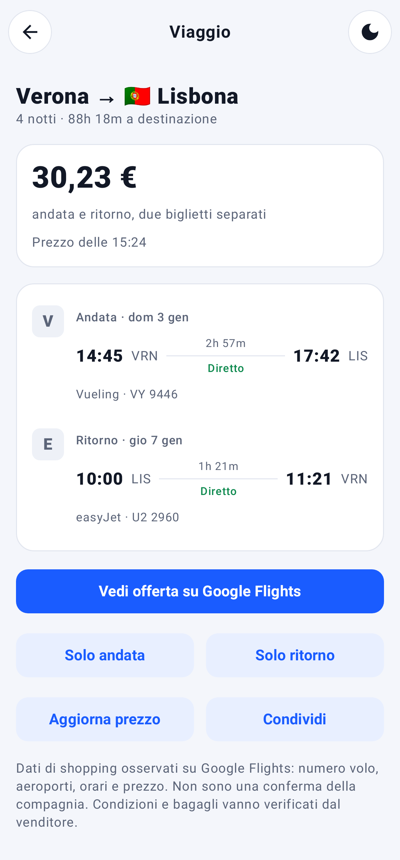 Viaggio
Verona → 🇵🇹 Lisbona
4 notti · 88h 18m a destinazione
30,23 €
andata e ritorno, due biglietti separati
Prezzo delle 15:24
V
Andata · dom 3 gen
2h 57m
14:45 VRN 17:42 LIS
Diretto
Vueling · VY 9446
E
Ritorno · gio 7 gen
1h 21m
10:00 LIS 11:21 VRN
Diretto
easyJet · U2 2960
Vedi offerta su Google Flights
Solo andata Solo ritorno
Aggiorna prezzo Condividi
Dati di shopping osservati su Google Flights: numero volo,
aeroporti, orari e prezzo. Non sono una conferma della
compagnia. Condizioni e bagagli vanno verificati dal
venditore.